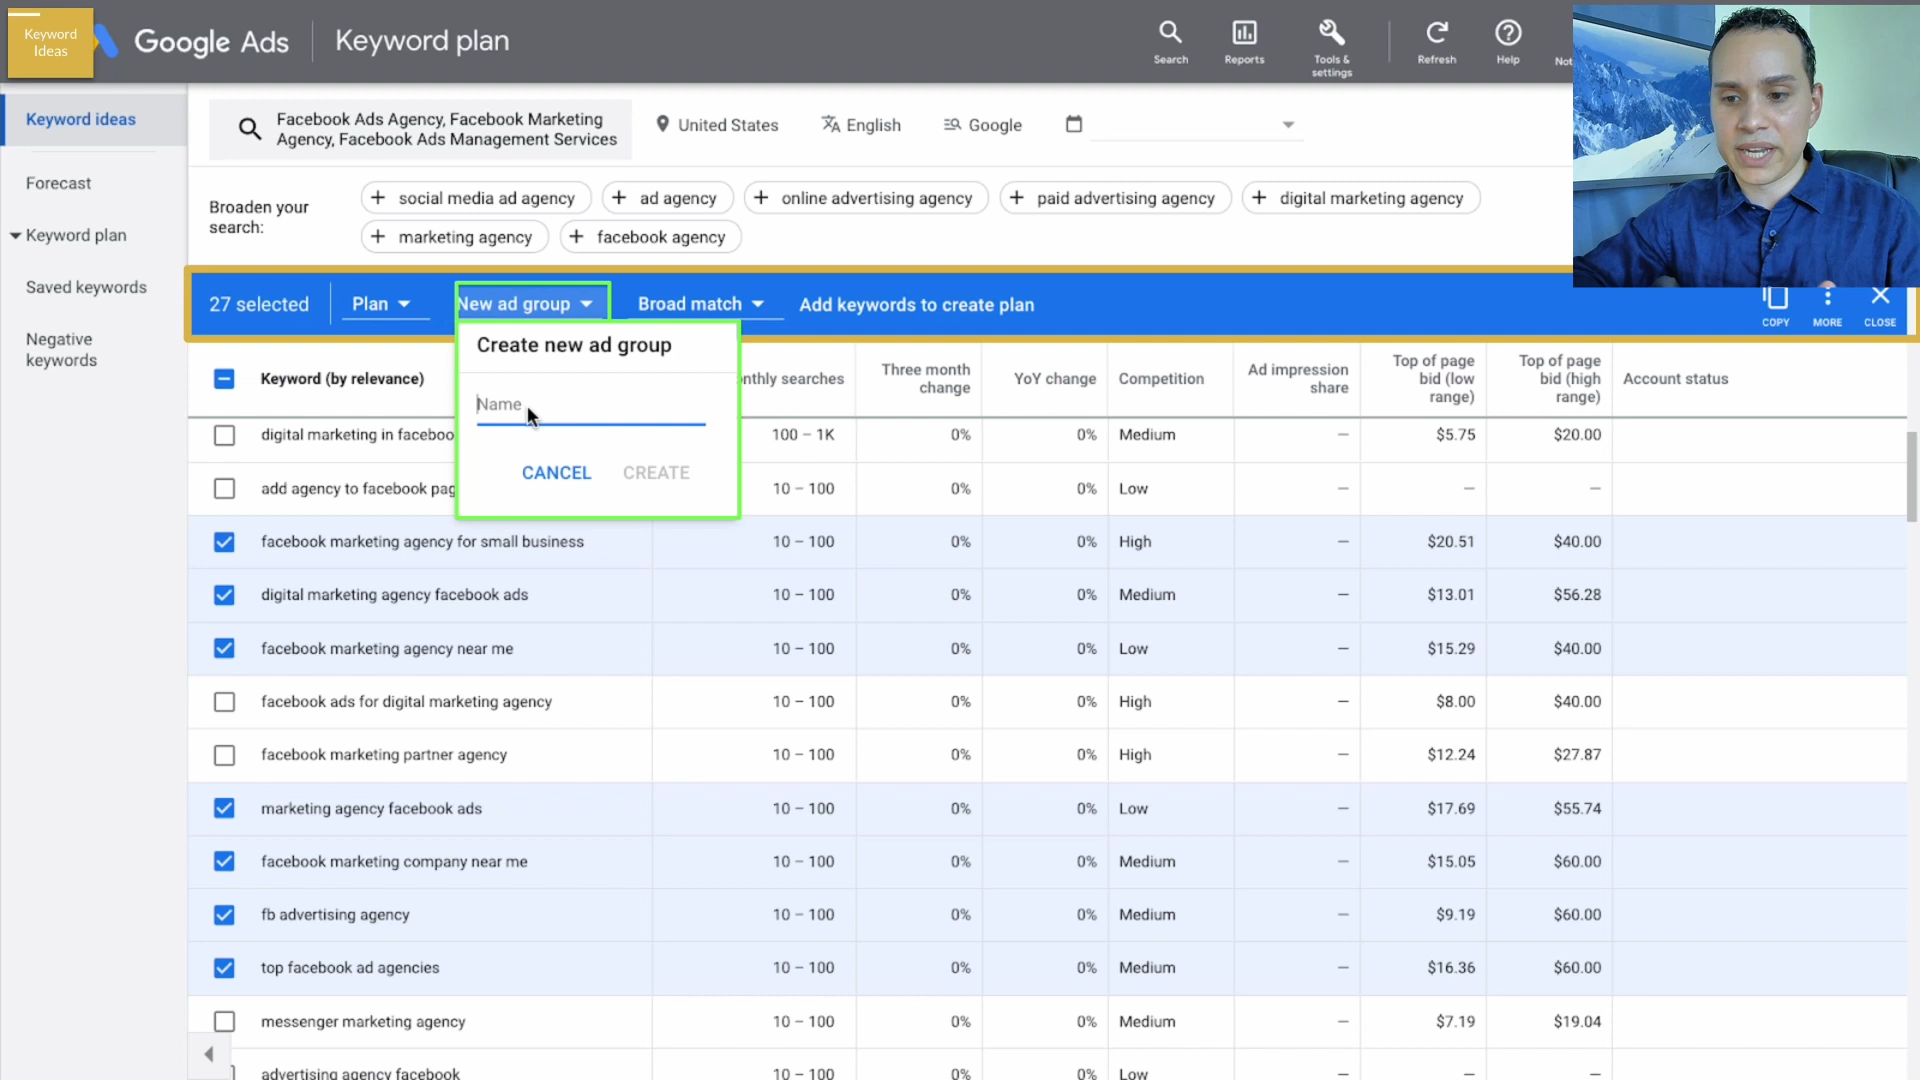 Keyword
Ideas
Google Ads
Keyword plan
Search
Reports
Tools &
settings
Refresh
Help
Not
Keyword ideas
Forecast
Keyword plan
Saved keywords
Negative
keywords
Facebook Ads Agency, Facebook Marketing
Agency, Facebook Ads Management Services
United States
English
Google
Broaden your
search:
+ social media ad agency
+ ad agency
+ online advertising agency
+ paid advertising agency
+ digital marketing agency
+ marketing agency
+ facebook agency
27 selected
Plan
New ad group
Broad match
Add keywords to create plan
COPY
MORE
CLOSE
Create new ad group
Name
CANCEL
CREATE
Keyword (by relevance)
nthly searches
Three month
change
YoY change
Competition
Ad impression
share
Top of page
bid (low
range)
Top of page
bid (high
range)
Account status
digital marketing in faceboo 100 – 1K 0% 0% Medium — $5.75 $20.00
add agency to facebook pag 10 – 100 0% 0% Low — — —
facebook marketing agency for small business 10 – 100 0% 0% High — $20.51 $40.00
digital marketing agency facebook ads 10 – 100 0% 0% Medium — $13.01 $56.28
facebook marketing agency near me 10 – 100 0% 0% Low — $15.29 $40.00
facebook ads for digital marketing agency 10 – 100 0% 0% High — $8.00 $40.00
facebook marketing partner agency 10 – 100 0% 0% High — $12.24 $27.87
marketing agency facebook ads 10 – 100 0% 0% Low — $17.69 $55.74
facebook marketing company near me 10 – 100 0% 0% Medium — $15.05 $60.00
fb advertising agency 10 – 100 0% 0% Medium — $9.19 $60.00
top facebook ad agencies 10 – 100 0% 0% Medium — $16.36 $60.00
messenger marketing agency 10 – 100 0% 0% Medium — $7.19 $19.04
advertising agency facebook 10 – 100 0% 0% Low — — —